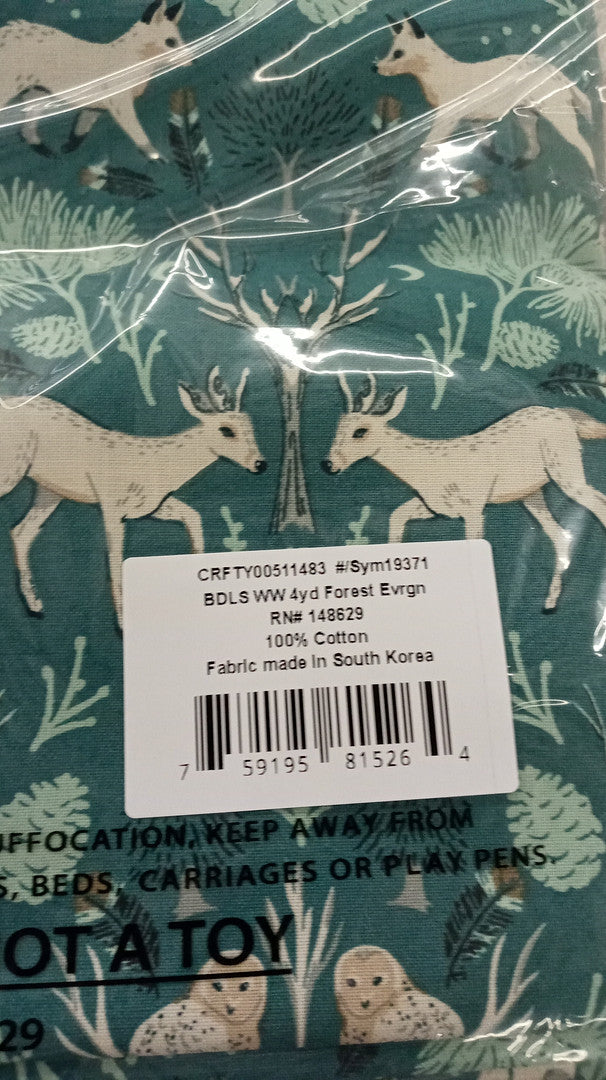 CRFTY00511483 #/Sym19371
BDLS WW 4yd Forest Evrgn
RN# 148629
100% Cotton
Fabric made in South Korea
7 59195 81526 4
UFFOCATION, KEEP AWAY FROM
S, BEDS, CARRIAGES OR PLAY PENS.
OT A TOY
29